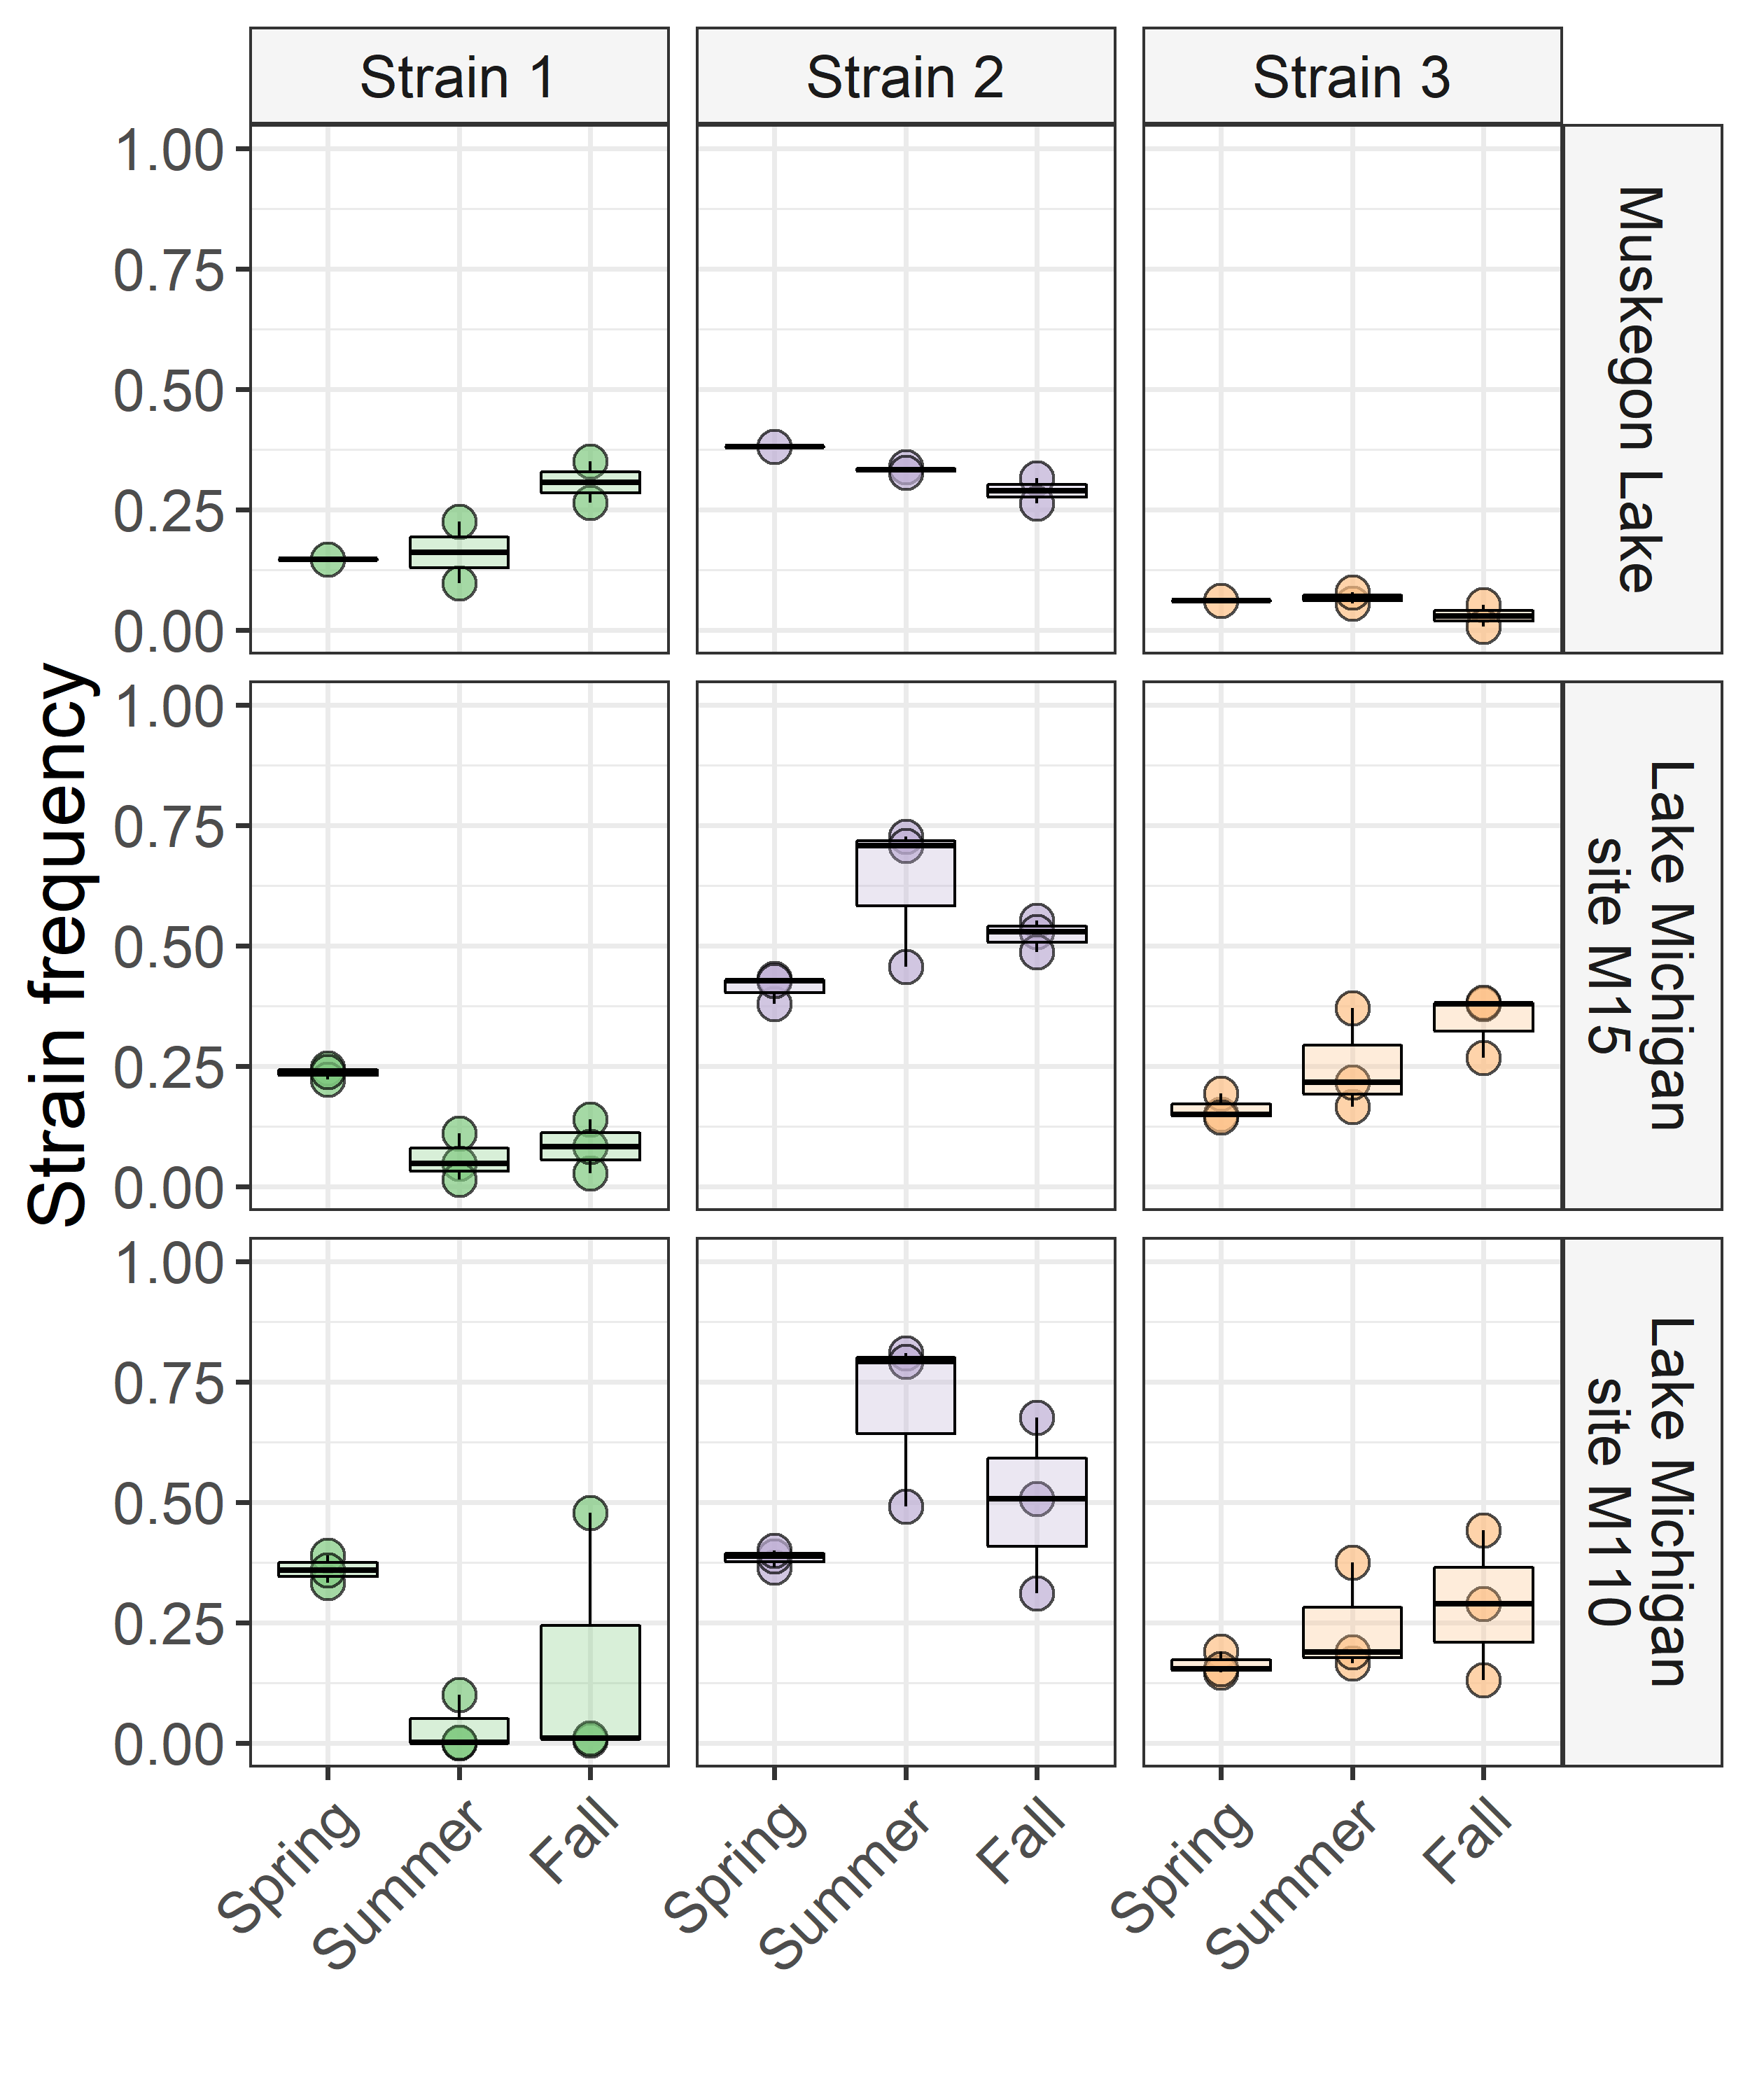 Strain 1
Strain 2
Strain 3
1.00
0.75
0.50
0.25
0.00
Muskegon Lake
Strain frequency
1.00
0.75
0.50
0.25
0.00
Lake Michigan
site M15
1.00
0.75
0.50
0.25
0.00
Lake Michigan
site M110
Spring
Summer
Fall
Spring
Summer
Fall
Spring
Summer
Fall